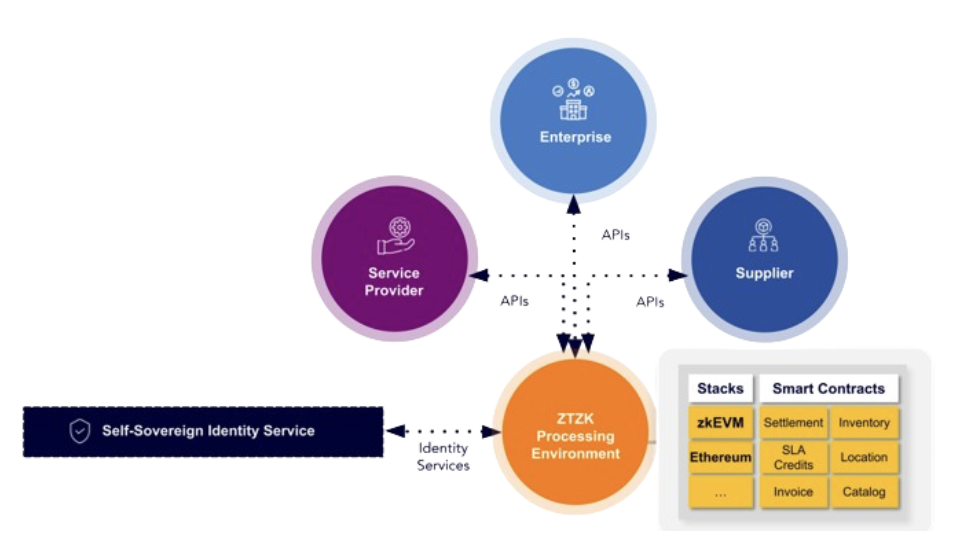 Enterprise
APIs
Service
Provider
Supplier
APIs
APIs
ZTZK
Processing
Environment
Self-Sovereign Identity Service
Identity
Services
Stacks
Smart Contracts
zkEVM
Settlement
Inventory
Ethereum
SLA
Credits
Location
...
Invoice
Catalog